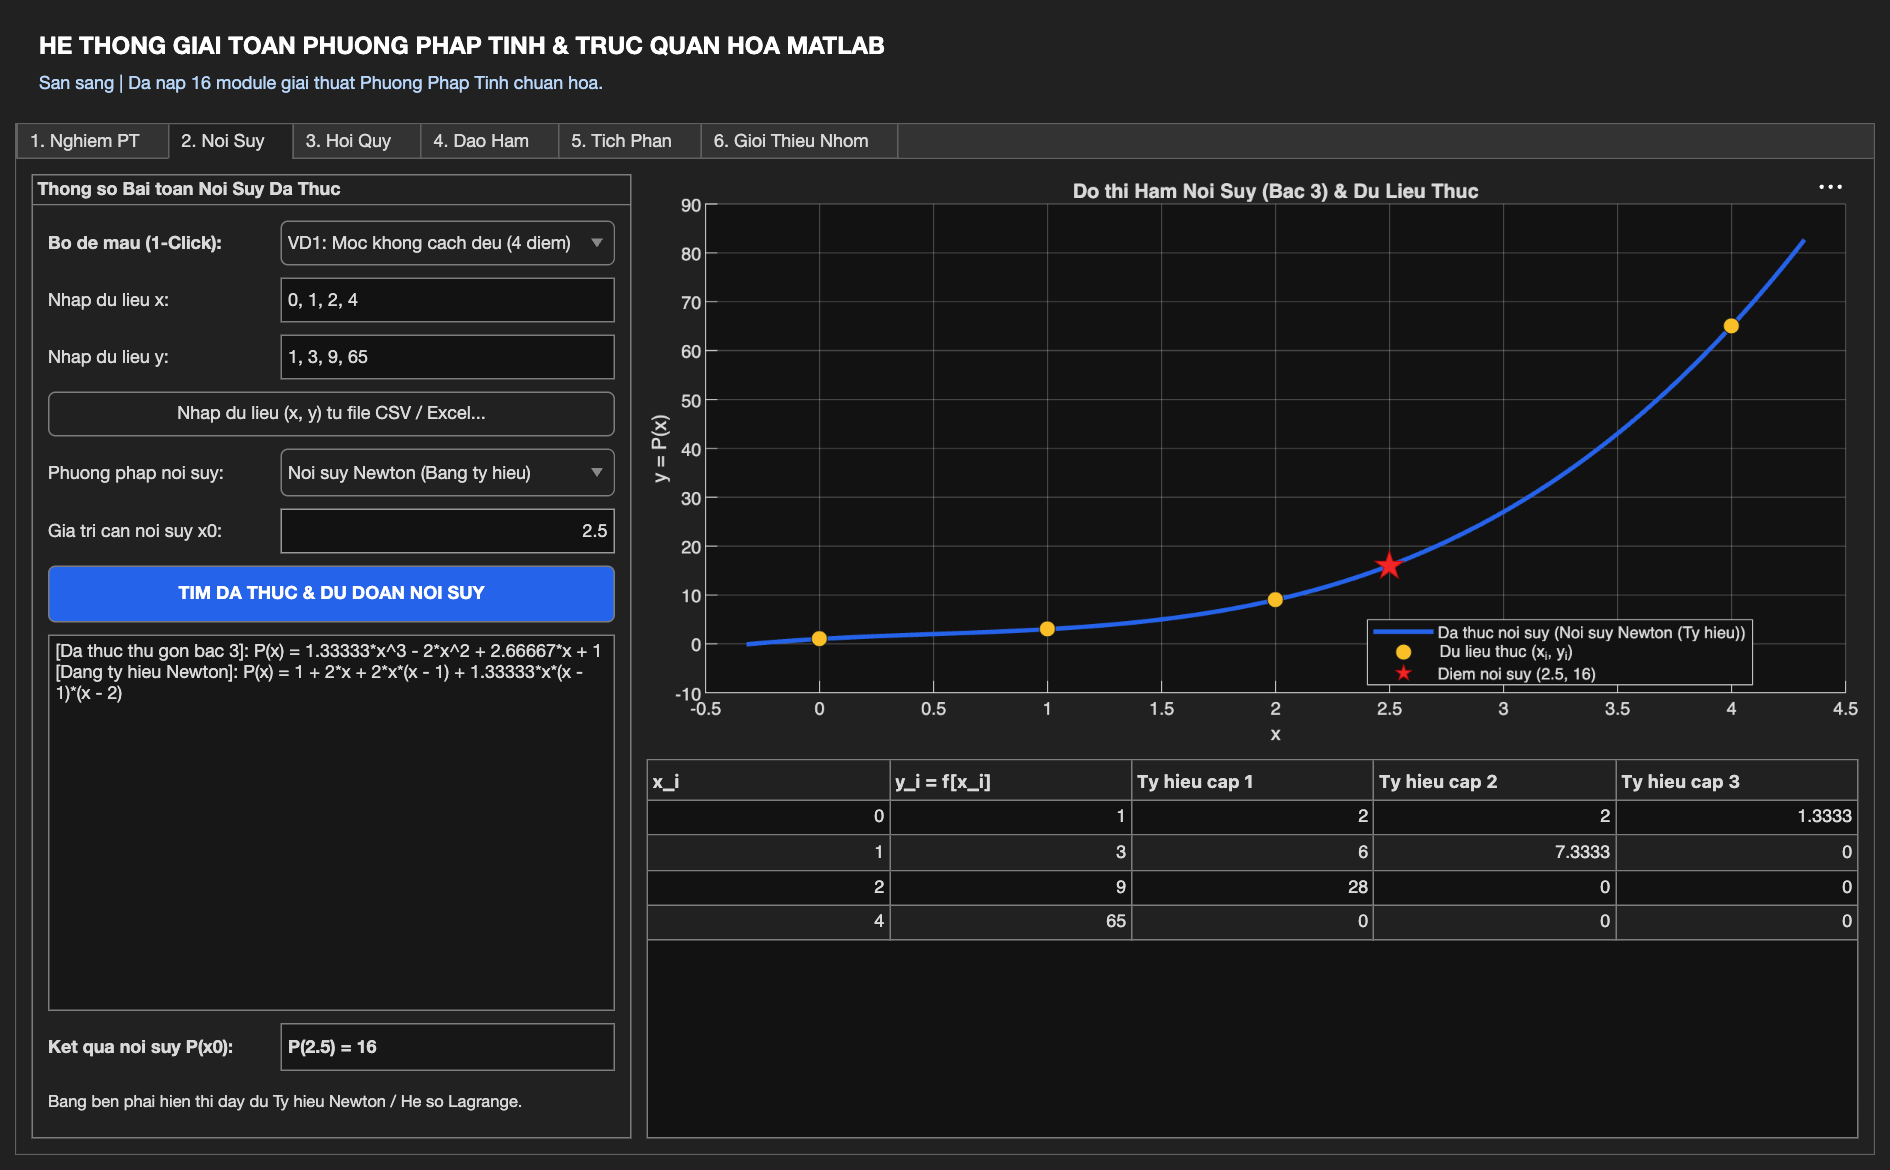 HE THONG GIAI TOAN PHUONG PHAP TINH & TRUC QUAN HOA MATLAB
San sang | Da nap 16 module giai thuat Phuong Phap Tinh chuan hoa.
1. Nghiem PT
2. Noi Suy
3. Hoi Quy
4. Dao Ham
5. Tich Phan
6. Gioi Thieu Nhom
Thong so Bai toan Noi Suy Da Thuc
Bo de mau (1-Click):
VD1: Moc khong cach deu (4 diem)
Nhap du lieu x:
0, 1, 2, 4
Nhap du lieu y:
1, 3, 9, 65
Nhap du lieu (x, y) tu file CSV / Excel...
Phuong phap noi suy:
Noi suy Newton (Bang ty hieu)
Gia tri can noi suy x0:
2.5
TIM DA THUC & DU DOAN NOI SUY
[Da thuc thu gon bac 3]: P(x) = 1.33333*x^3 - 2*x^2 + 2.66667*x + 1
[Dang ty hieu Newton]: P(x) = 1 + 2*x + 2*x*(x - 1) + 1.33333*x*(x -
1)*(x - 2)
Ket qua noi suy P(x0):
P(2.5) = 16
Bang ben phai hien thi day du Ty hieu Newton / He so Lagrange.
Do thi Ham Noi Suy (Bac 3) & Du Lieu Thuc
...
90
80
70
60
50
40
30
20
10
0
-10
y = P(x)
-0.5 0 0.5 1 1.5 2 2.5 3 3.5 4 4.5
x
Da thuc noi suy (Noi suy Newton (Ty hieu))
Du lieu thuc (xi, yi)
Diem noi suy (2.5, 16)
x_i y_i = f[x_i] Ty hieu cap 1 Ty hieu cap 2 Ty hieu cap 3
0 1 2 2 1.3333
1 3 6 7.3333 0
2 9 28 0 0
4 65 0 0 0